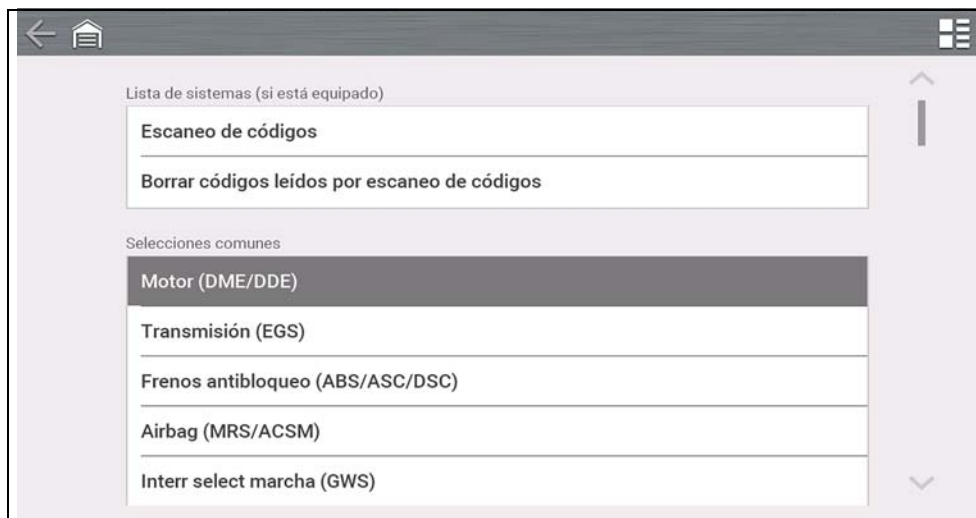 Lista de sistemas (si está equipado)
Escaneo de códigos
Borrar códigos leídos por escaneo de códigos
Selecciones comunes
Motor (DME/DDE)
Transmisión (EGS)
Frenos antibloqueo (ABS/ASC/DSC)
Airbag (MRS/ACSM)
Interr select marcha (GWS)